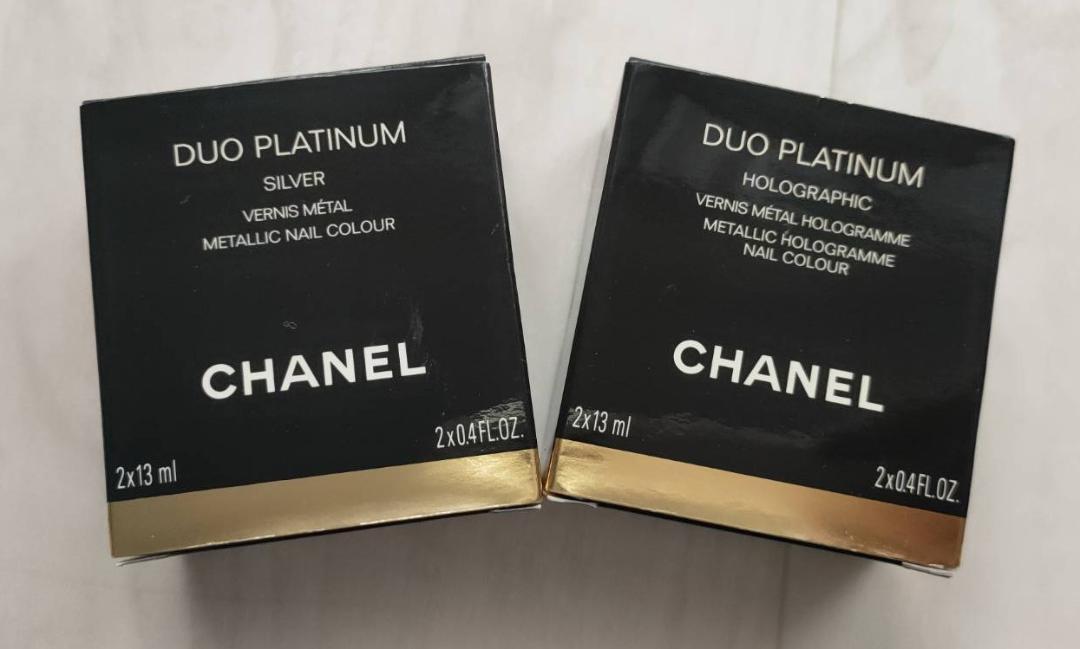 DUO PLATINUM
SILVER
VERNIS MÉTAL
METALLIC NAIL COLOUR
CHANEL
2x13 ml
2x0.4FL.OZ.
DUO PLATINUM
HOLOGRAPHIC
VERNIS MÉTAL HOLOGRAMME
METALLIC HOLOGRAMME
NAIL COLOUR
CHANEL
2x13 ml
2x0.4FL.OZ.